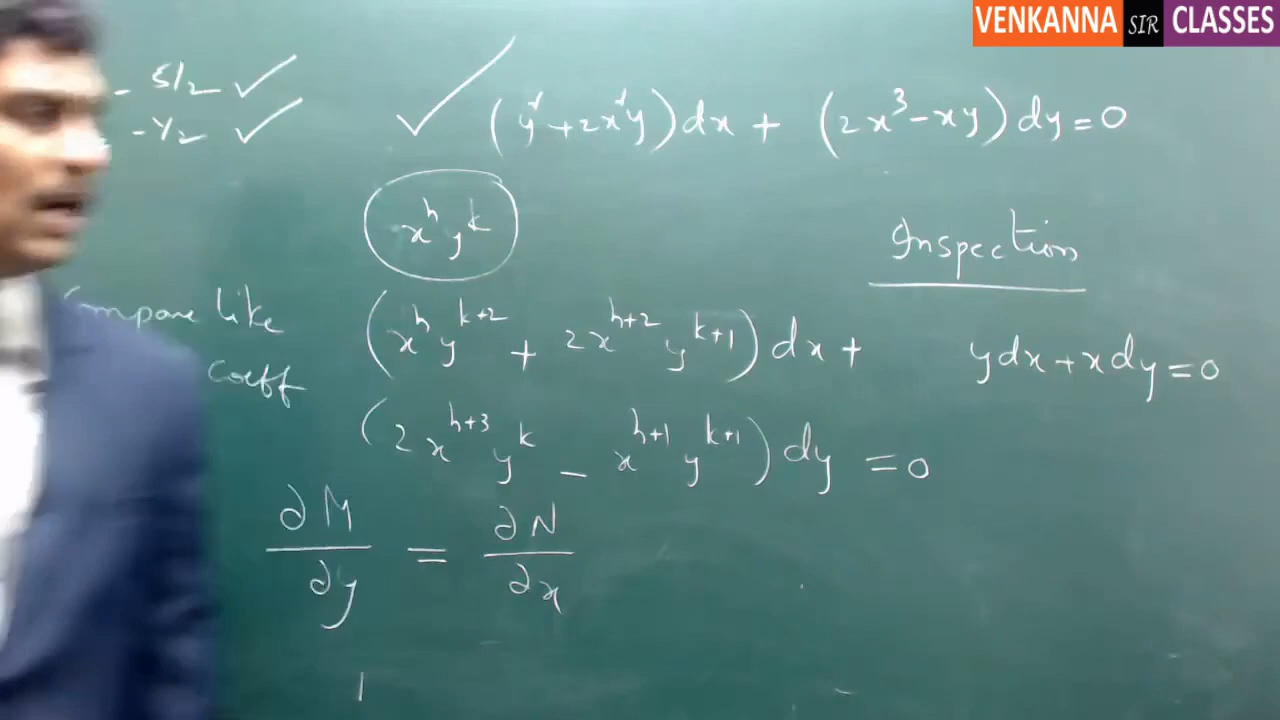 VENKANNA SIR CLASSES
- 5/2 ✓
- 1/2 ✓
✓ (y² + 2x²y) dx + (2x³ - xy) dy = 0
x^h y^k
Inspection
Compare like
coeff
(x^h y^{k+2} + 2x^{h+2} y^{k+1}) dx +
(2x^{h+3} y^k - x^{h+1} y^{k+1}) dy = 0
y dx + x dy = 0
∂M/∂y = ∂N/∂x